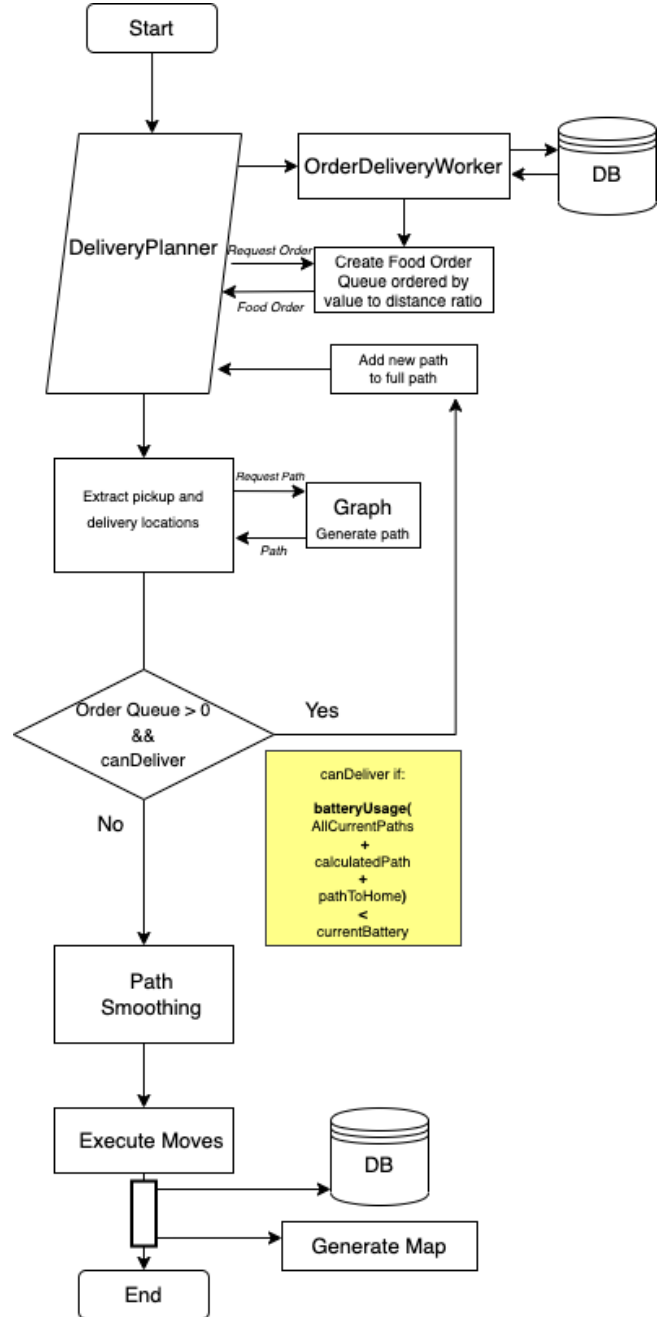 Start
OrderDeliveryWorker
DB
DeliveryPlanner
Request Order
Food Order
Create Food Order
Queue ordered by
value to distance ratio
Add new path
to full path
Extract pickup and
delivery locations
Request Path
Path
Graph
Generate path
Order Queue > 0
&&
canDeliver
Yes
No
canDeliver if:
batteryUsage(
AllCurrentPaths
+
calculatedPath
+
pathToHome)
<
currentBattery
Path
Smoothing
Execute Moves
DB
Generate Map
End